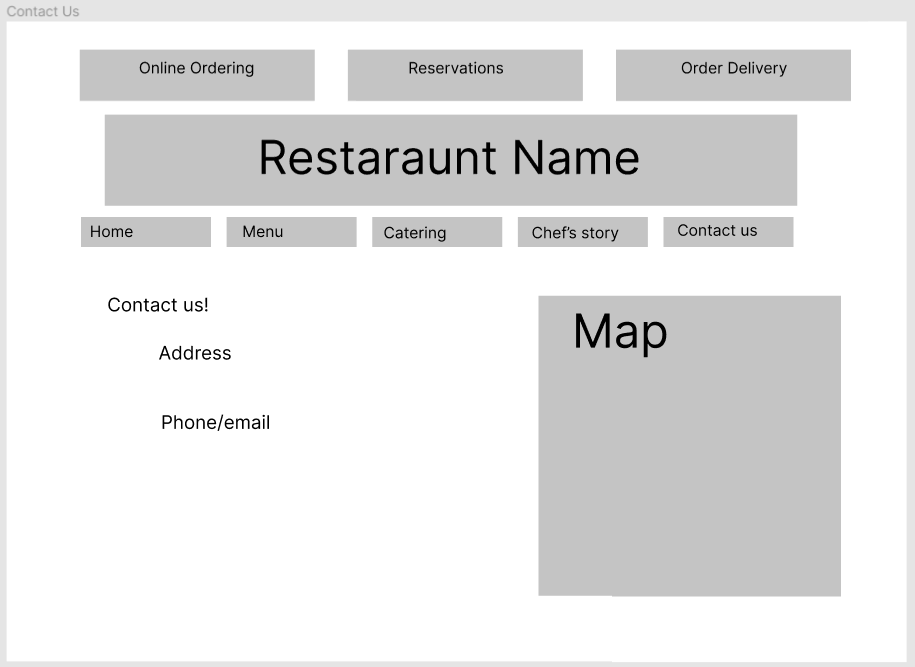 Contact Us
Online Ordering
Reservations
Order Delivery
Restaraunt Name
Home
Menu
Catering
Chef's story
Contact us
Contact us!
Address
Phone/email
Map